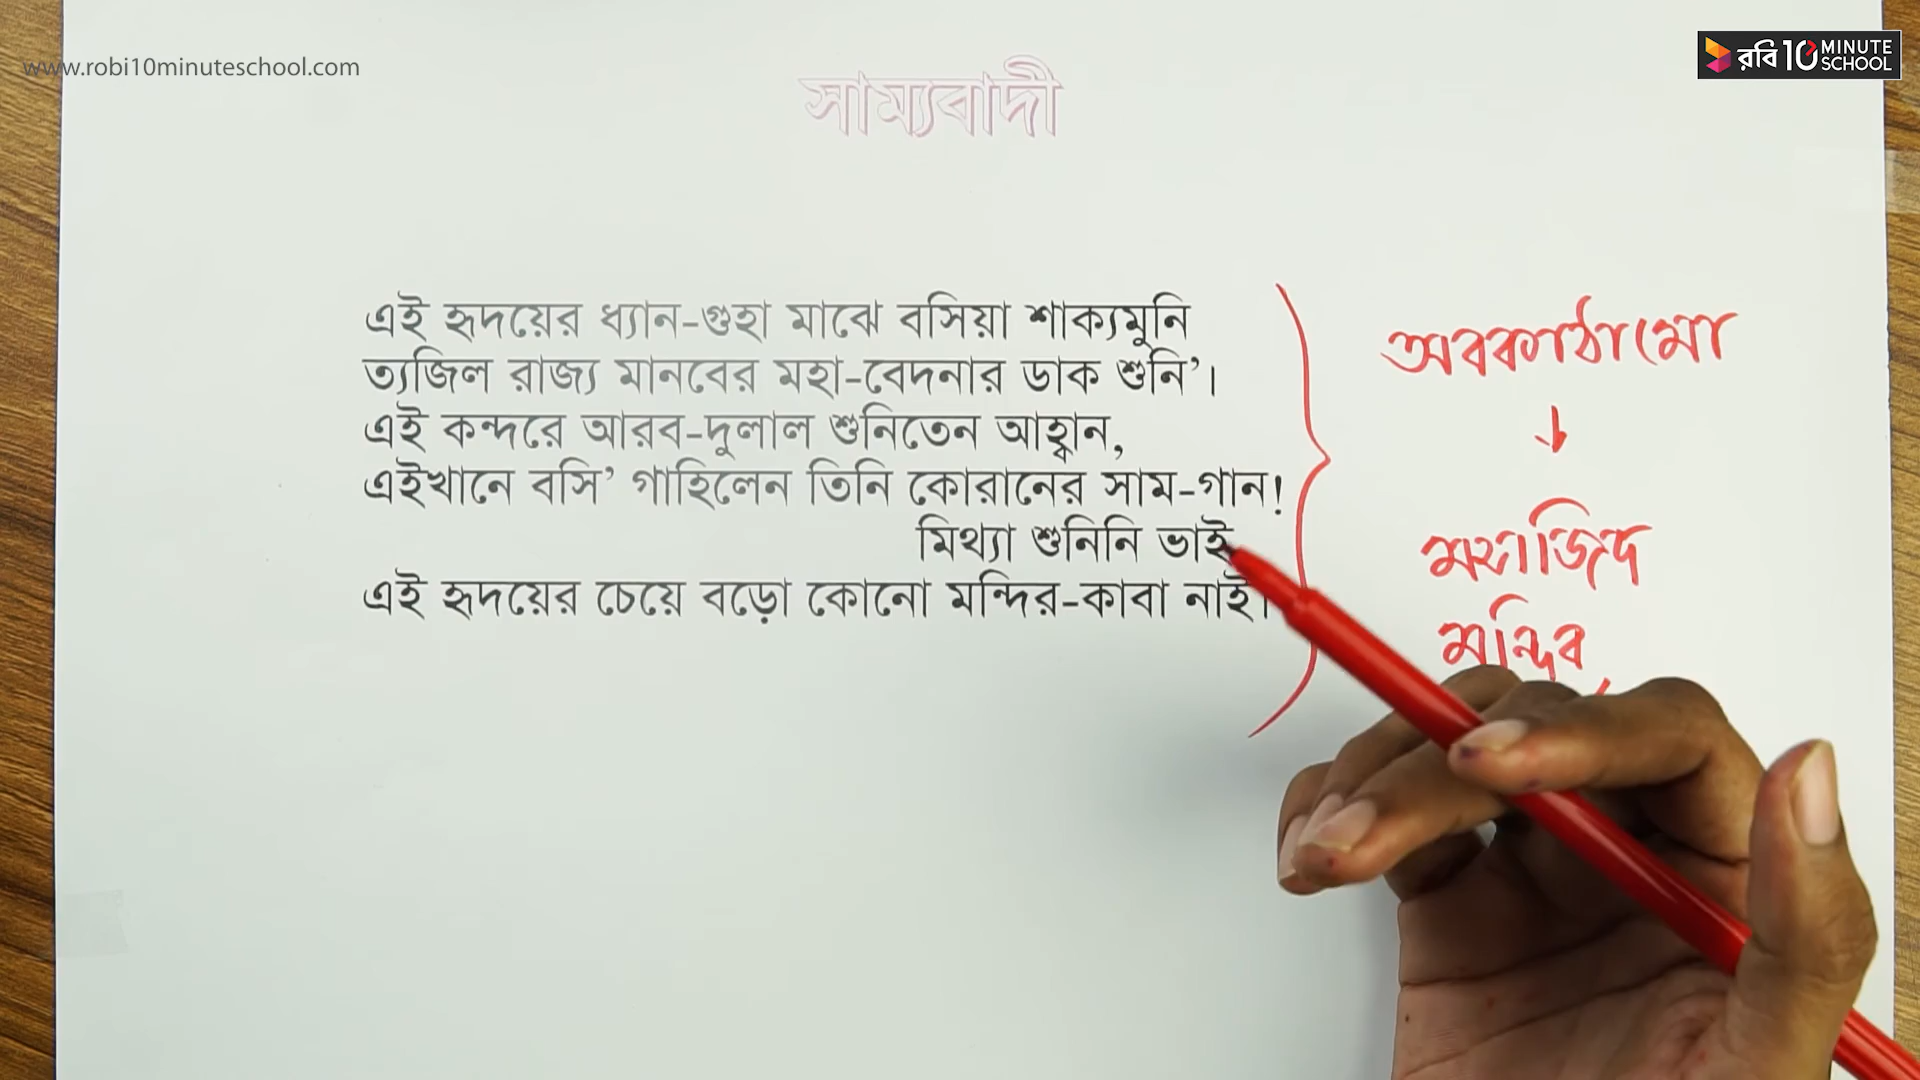 www.robi10minuteschool.com
রবি 10 MINUTE SCHOOL
সাম্যবাদী
এই হৃদয়ের ধ্যান-গুহা মাঝে বসিয়া শাক্যমুনি
ত্যজিল রাজ্য মানবের মহা-বেদনার ডাক শুনি’।
এই কন্দরে আরব-দুলাল শুনিতেন আহ্বান,
এইখানে বসি’ গাহিলেন তিনি কোরানের সাম-গান!
মিথ্যা শুনিনি ভাই
এই হৃদয়ের চেয়ে বড়ো কোনো মন্দির-কাবা নাই।
অবকাঠামো
মসজিদ
মন্দির